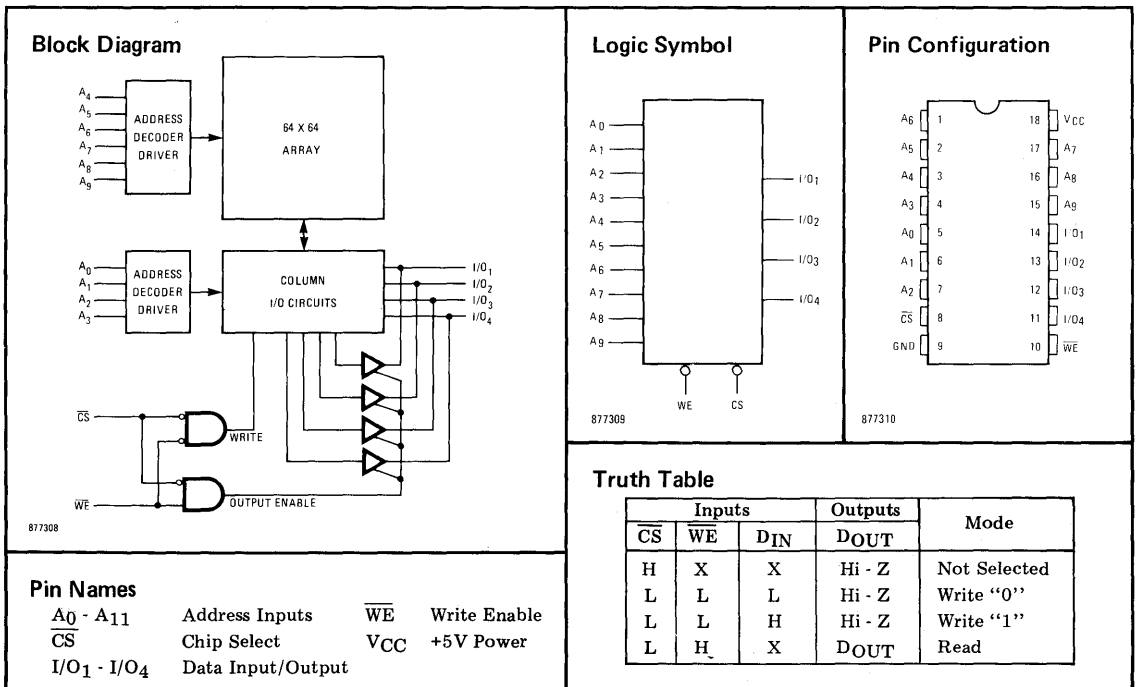 Block Diagram
A4
A5
A6
A7
A8
A9
ADDRESS
DECODER
DRIVER
64 X 64
ARRAY
A0
A1
A2
A3
ADDRESS
DECODER
DRIVER
COLUMN
I/O CIRCUITS
I/O1
I/O2
I/O3
I/O4
CS
WRITE
WE
OUTPUT ENABLE
877308
Logic Symbol
A0
A1
A2
A3
A4
A5
A6
A7
A8
A9
I/O1
I/O2
I/O3
I/O4
WE CS
877309
Pin Configuration
A6 1 18 VCC
A5 2 17 A7
A4 3 16 A8
A3 4 15 A9
A0 5 14 I/O1
A1 6 13 I/O2
A2 7 12 I/O3
CS 8 11 I/O4
GND 9 10 WE
877310
Pin Names
A0 - A11 Address Inputs WE Write Enable
CS Chip Select VCC +5V Power
I/O1 - I/O4 Data Input/Output
Truth Table
Inputs Outputs Mode
CS WE DIN DOUT
H X X Hi - Z Not Selected
L L L Hi - Z Write “0”
L L H Hi - Z Write “1”
L H X DOUT Read